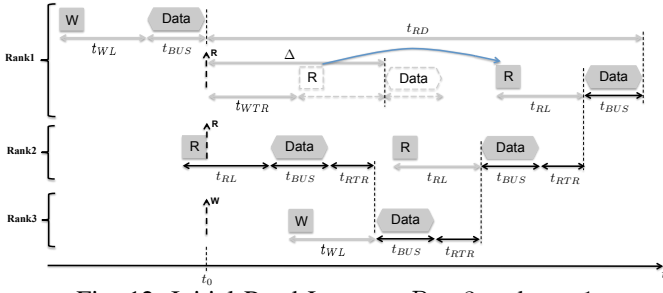 W
Data
t_RD
t_WL
t_BUS
R
Δ
Rank1
R
Data
R
Data
t_WTR
t_RL
t_BUS
R
R
Data
R
Data
Rank2
t_RL
t_BUS
t_RTR
t_RL
t_BUS
t_RTR
W
Rank3
W
Data
t_WL
t_BUS
t_RTR
t_0
t